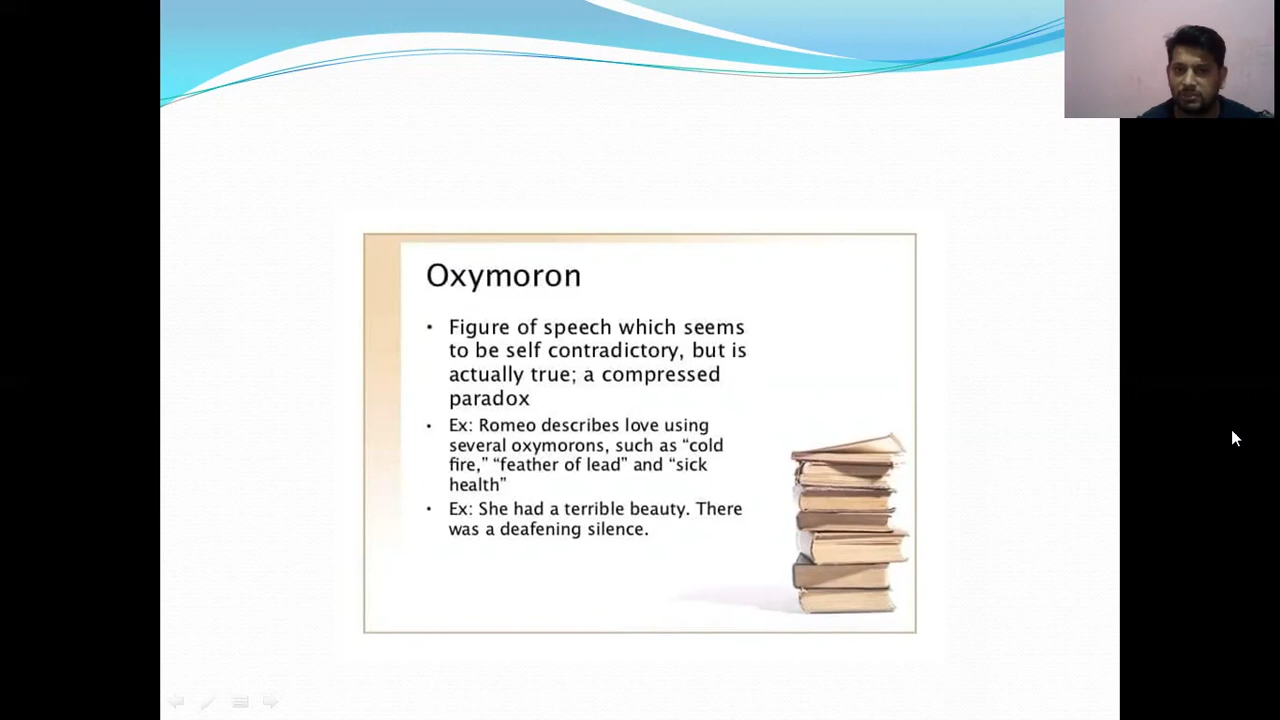 Oxymoron
• Figure of speech which seems
to be self contradictory, but is
actually true; a compressed
paradox
• Ex: Romeo describes love using
several oxymorons, such as “cold
fire,” “feather of lead” and “sick
health”
• Ex: She had a terrible beauty. There
was a deafening silence.